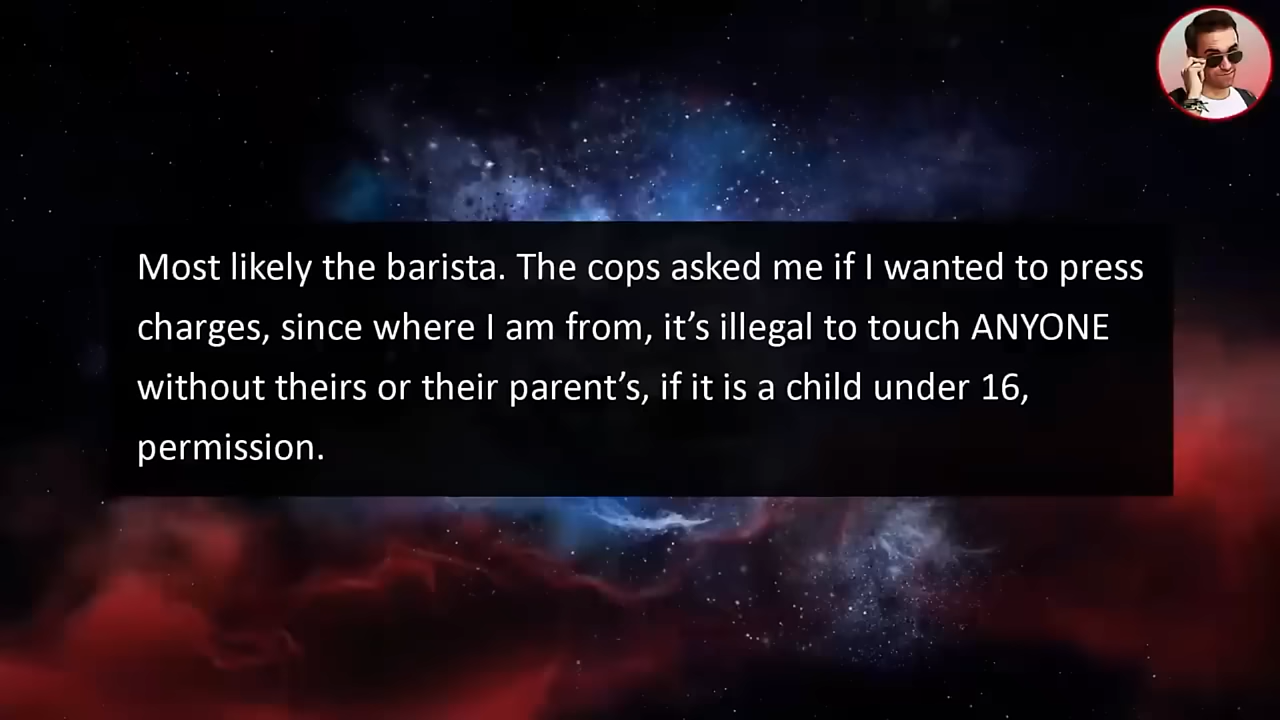 Most likely the barista. The cops asked me if I wanted to press
charges, since where I am from, it’s illegal to touch ANYONE
without theirs or their parent’s, if it is a child under 16,
permission.